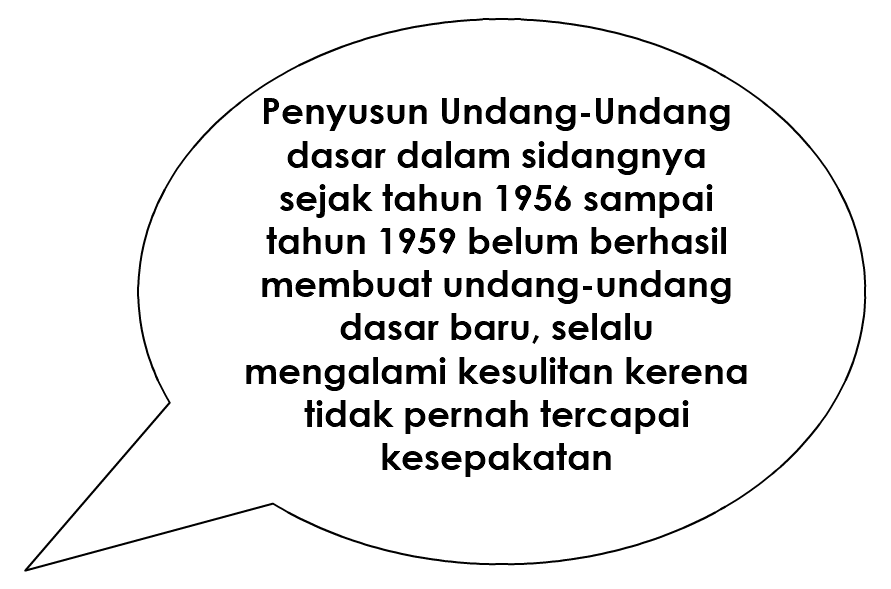 Penyusun Undang-Undang
dasar dalam sidangnya
sejak tahun 1956 sampai
tahun 1959 belum berhasil
membuat undang-undang
dasar baru, selalu
mengalami kesulitan kerena
tidak pernah tercapai
kesepakatan